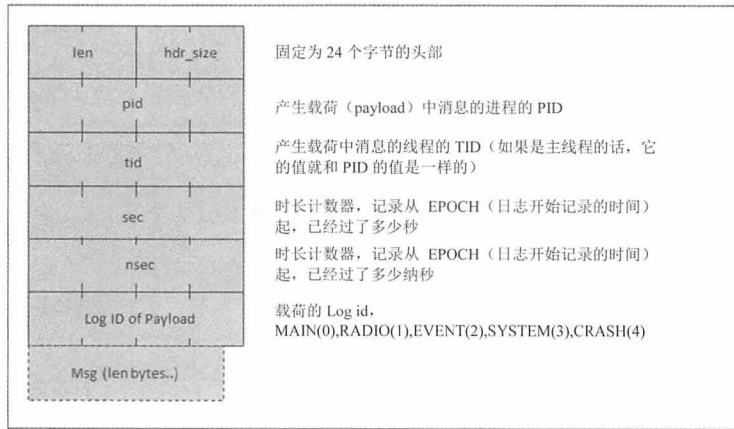 len hdr_size 固定为 24 个字节的头部
pid 产生载荷（payload）中消息的进程的 PID
tid 产生载荷中消息的线程的 TID（如果是主线程的话，它
的值就和 PID 的值是一样的）
sec 时长计数器，记录从 EPOCH（日志开始记录的时间）
起，已经过了多少秒
nsec 时长计数器，记录从 EPOCH（日志开始记录的时间）
起，已经过了多少纳秒
Log ID of Payload 载荷的 Log id，
MAIN(0),RADIO(1),EVENT(2),SYSTEM(3),CRASH(4)
Msg (len bytes..)